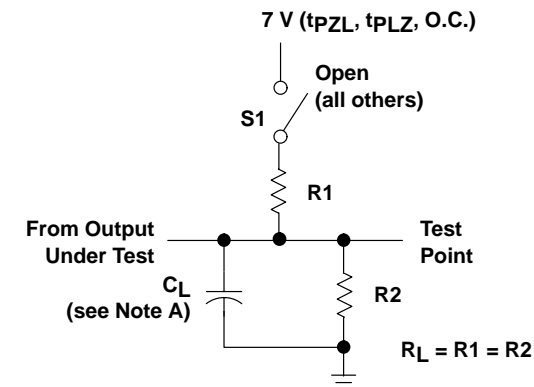 7 V (tPZL, tPLZ, O.C.)
Open
(all others)
S1
R1
From Output
Under Test
Test
Point
CL
(see Note A)
R2
RL = R1 = R2